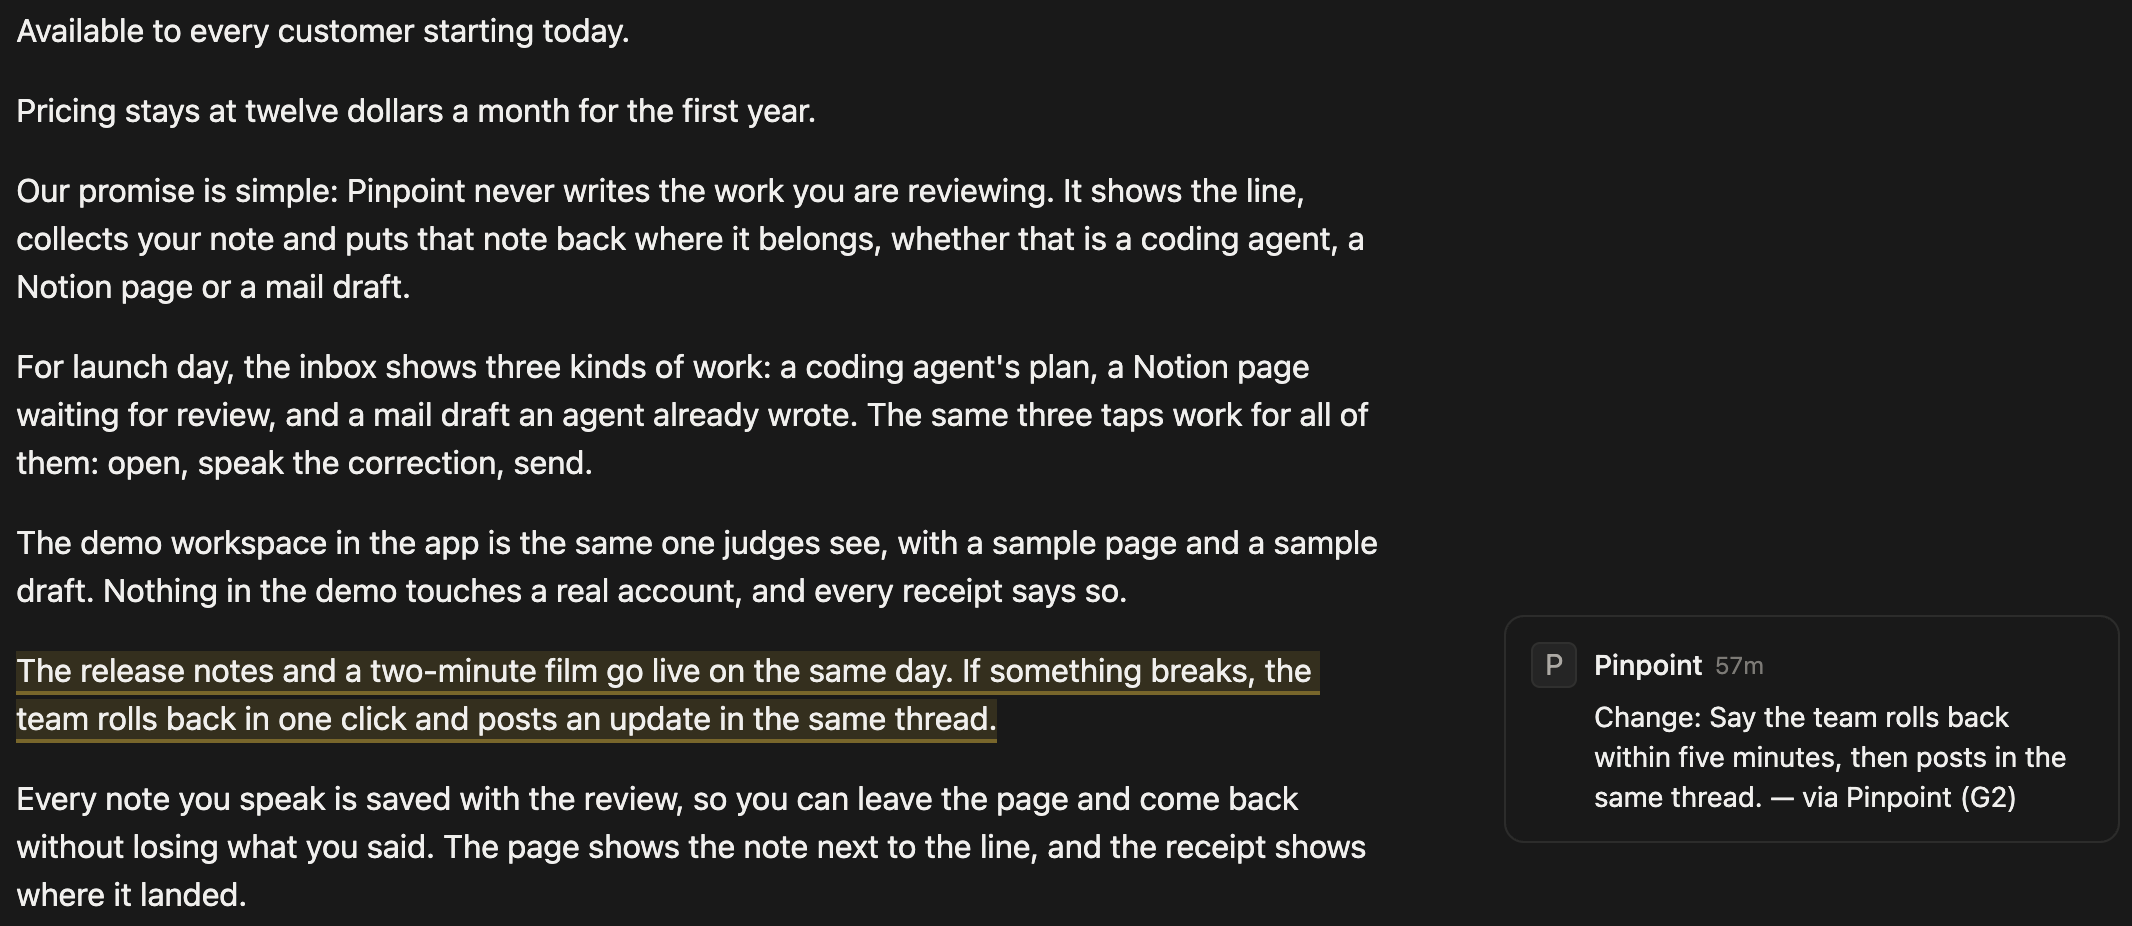 Available to every customer starting today.
Pricing stays at twelve dollars a month for the first year.
Our promise is simple: Pinpoint never writes the work you are reviewing. It shows the line,
collects your note and puts that note back where it belongs, whether that is a coding agent, a
Notion page or a mail draft.
For launch day, the inbox shows three kinds of work: a coding agent's plan, a Notion page
waiting for review, and a mail draft an agent already wrote. The same three taps work for all of
them: open, speak the correction, send.
The demo workspace in the app is the same one judges see, with a sample page and a sample
draft. Nothing in the demo touches a real account, and every receipt says so.
The release notes and a two-minute film go live on the same day. If something breaks, the
team rolls back in one click and posts an update in the same thread.
Every note you speak is saved with the review, so you can leave the page and come back
without losing what you said. The page shows the note next to the line, and the receipt shows
where it landed.
P Pinpoint 57m
Change: Say the team rolls back
within five minutes, then posts in the
same thread. — via Pinpoint (G2)